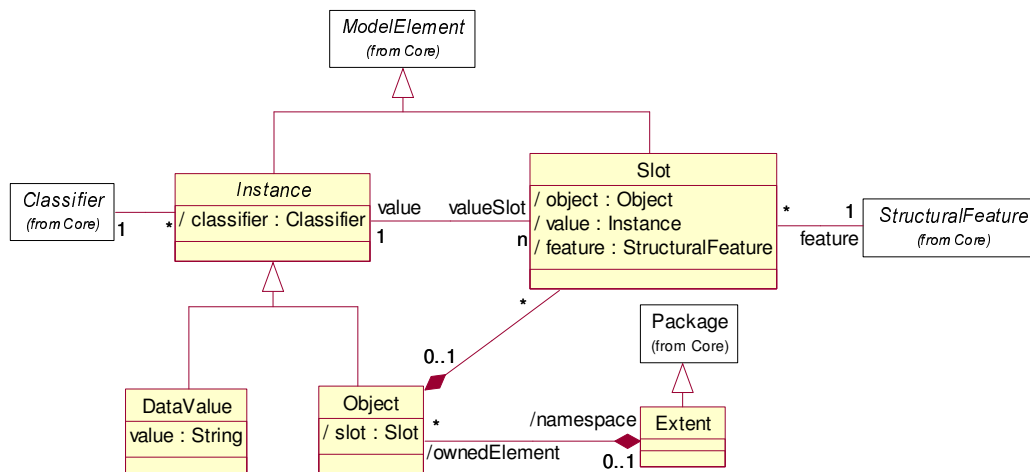 ModelElement
(from Core)
Classifier
(from Core)
1
*
Instance
/ classifier : Classifier
value
1
valueSlot
n
Slot
/ object : Object
/ value : Instance
/ feature : StructuralFeature
*
1
feature
StructuralFeature
(from Core)
*
0..1
Package
(from Core)
DataValue
value : String
Object
/ slot : Slot
*
/ownedElement
/namespace
0..1
Extent